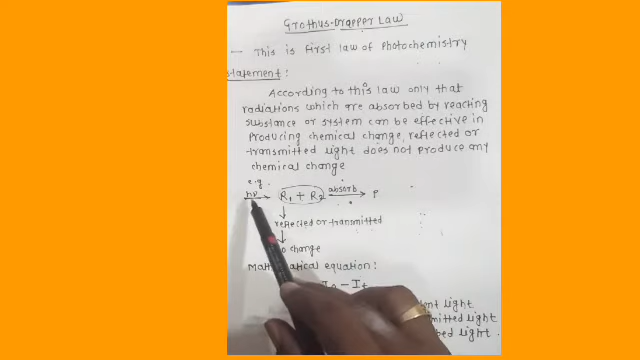 Grothus-Drapper Law
— This is first law of Photochemistry
statement:
According to this law only that
radiations which are absorbed by reacting
substance or system can be effective in
producing chemical change, reflected or
transmitted light does not produce any
chemical change
e.g.
hν R₁ + R₂ absorb P
reflected or transmitted
no change
Mathematical equation:
− It
light
light
light.